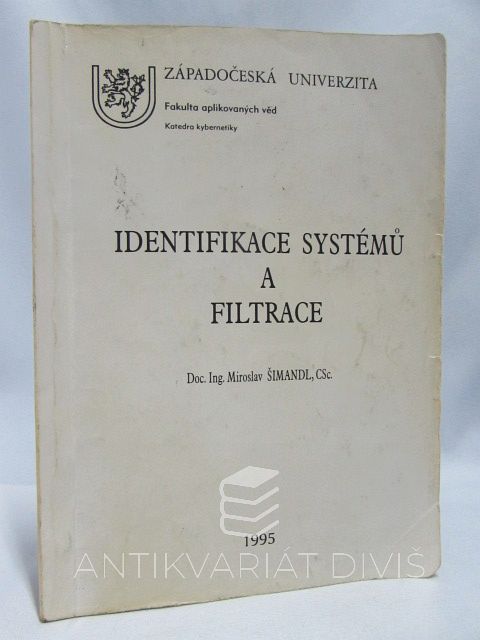 ZÁPADOČESKÁ UNIVERZITA
Fakulta aplikovaných věd
Katedra kybernetiky
IDENTIFIKACE SYSTÉMŮ
A
FILTRACE
Doc. Ing. Miroslav ŠIMANDL, CSc.
1995
ANTIKVARIÁT DIVIŠ